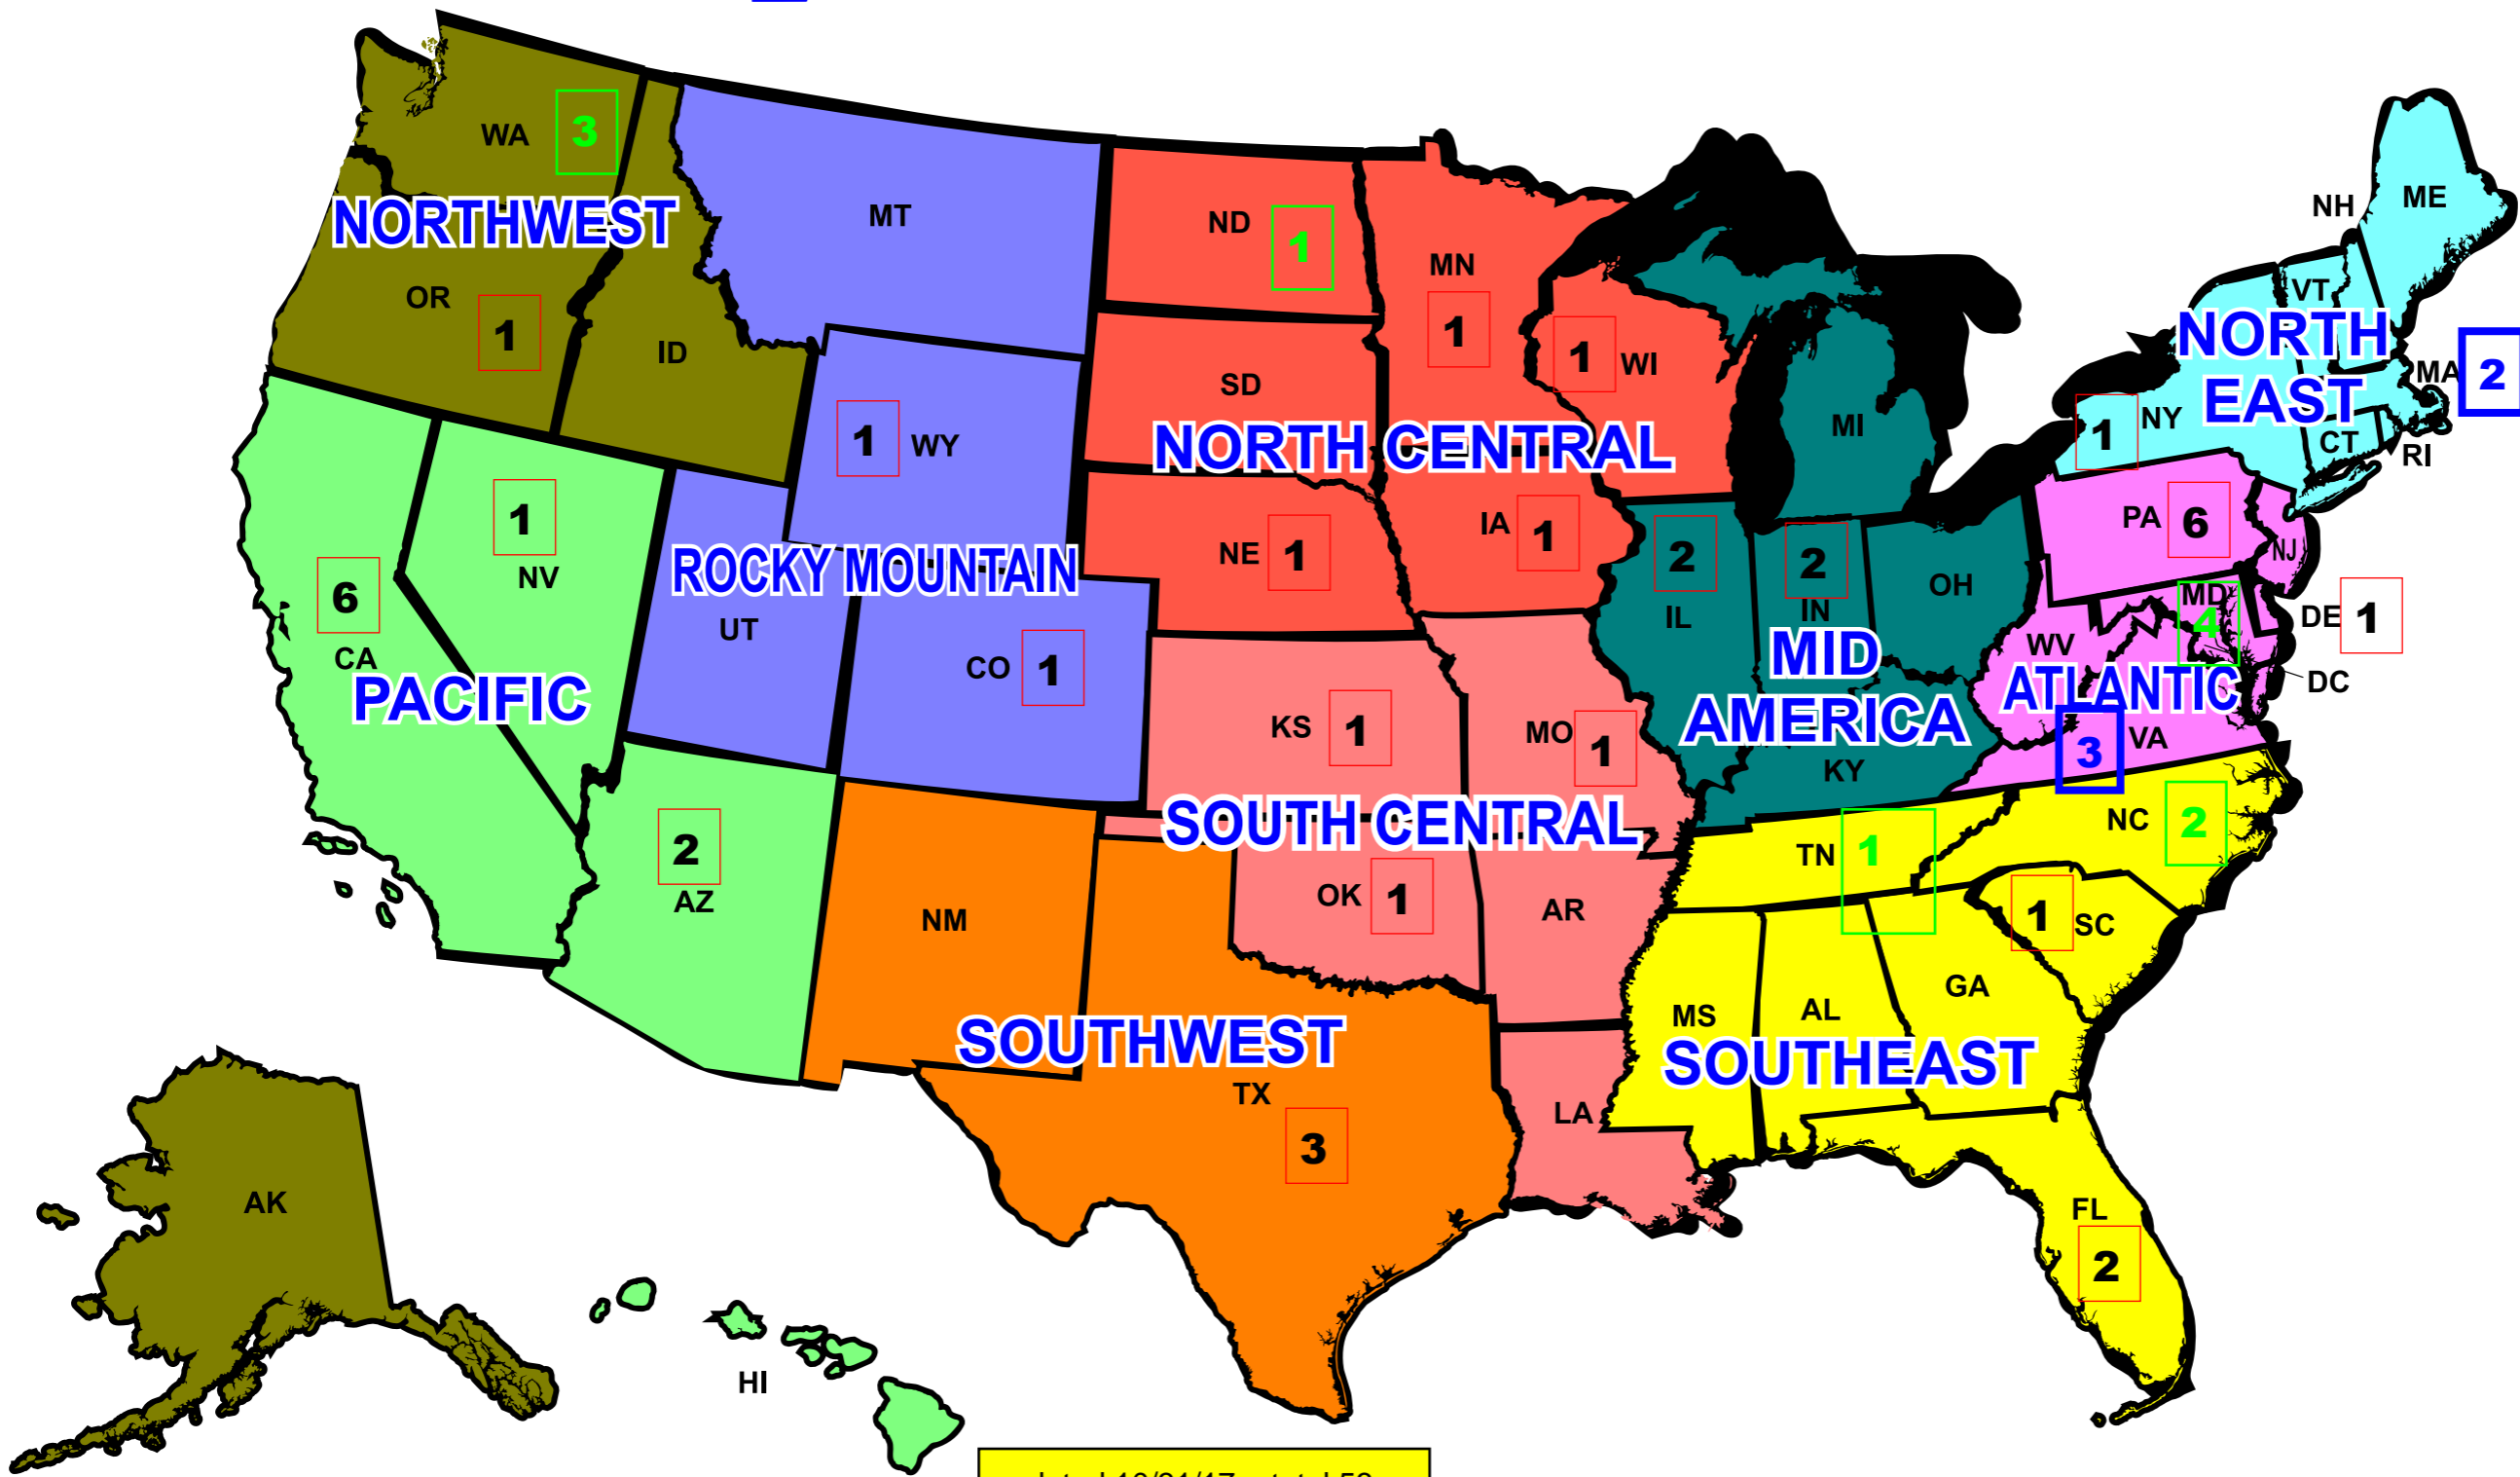 WA
3
NORTHWEST
OR
1
ID
MT
1
WY
ROCKY MOUNTAIN
UT
CO
1
1
NV
6
CA
PACIFIC
2
AZ
ND
1
MN
1
1
WI
SD
NORTH CENTRAL
NE
1
IA
1
KS
1
MO
1
SOUTH CENTRAL
OK
1
AR
LA
NM
SOUTHWEST
TX
3
MI
2
IL
2
IN
OH
MID
AMERICA
KY
NH
ME
VT
NORTH
EAST
MA
2
1
NY
CT
RI
PA
6
NJ
MD
4
DE
1
WV
ATLANTIC
DC
3
VA
TN
1
NC
2
1
SC
MS
AL
GA
SOUTHEAST
FL
2
AK
HI